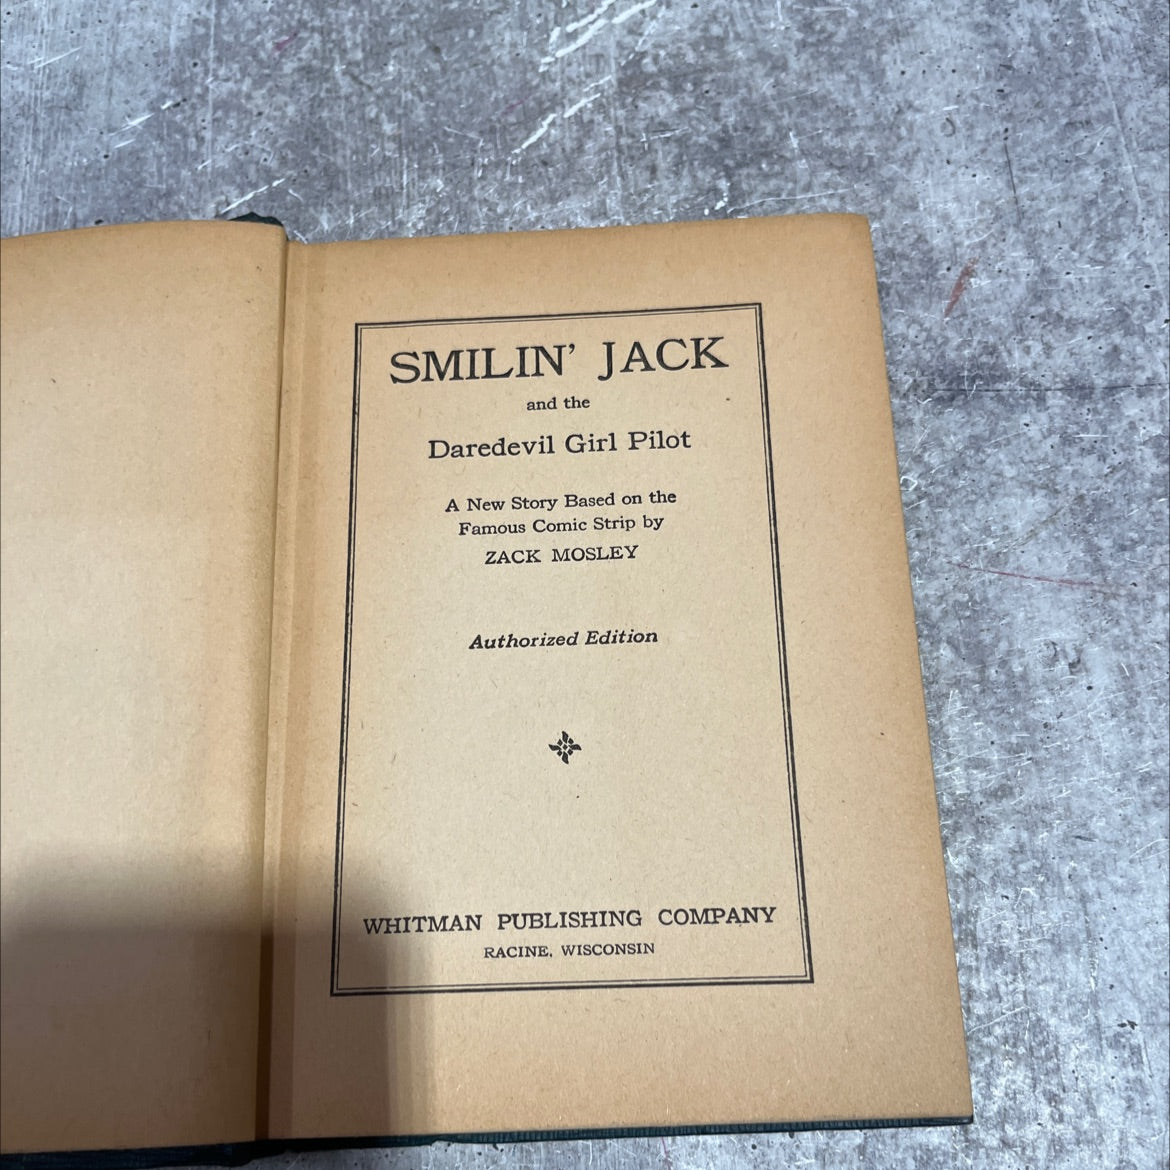 SMILIN' JACK
and the
Daredevil Girl Pilot
A New Story Based on the
Famous Comic Strip by
ZACK MOSLEY
Authorized Edition
WHITMAN PUBLISHING COMPANY
RACINE, WISCONSIN